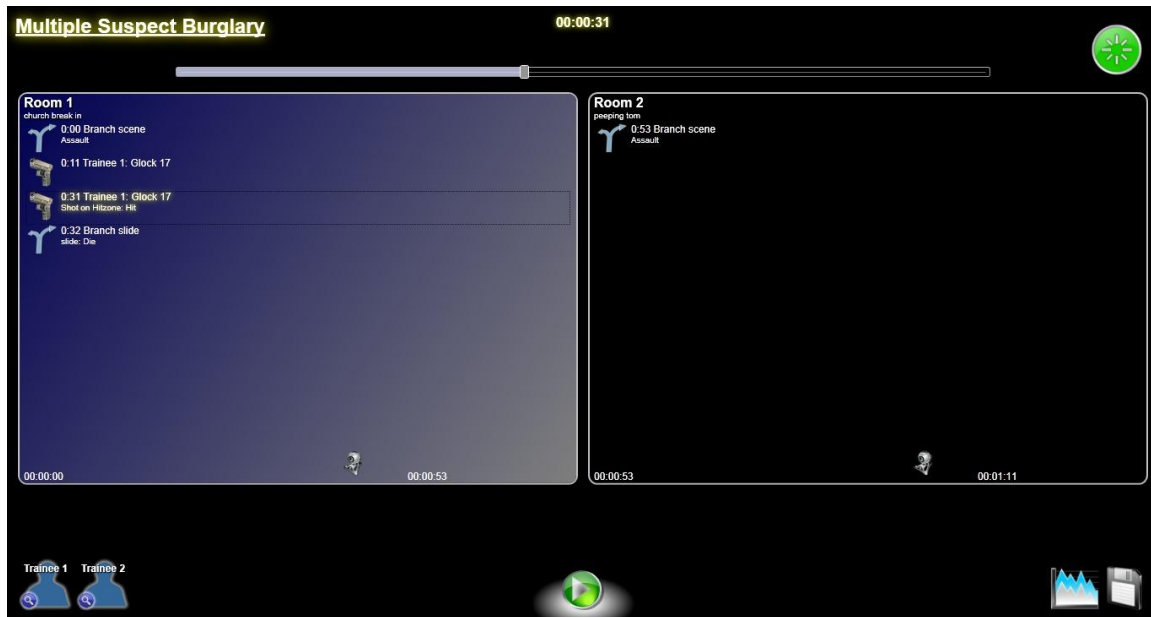 Multiple Suspect Burglary
00:00:31
Room 1
church break in
0:00 Branch scene
Assault
0:11 Trainee 1: Glock 17
0:31 Trainee 1: Glock 17
Shot on Hitzone: Hit
0:32 Branch slide
slide: Die
00:00:00
00:00:53
Room 2
peeping tom
0:53 Branch scene
Assault
00:00:53
00:01:11
Trainee 1
Trainee 2